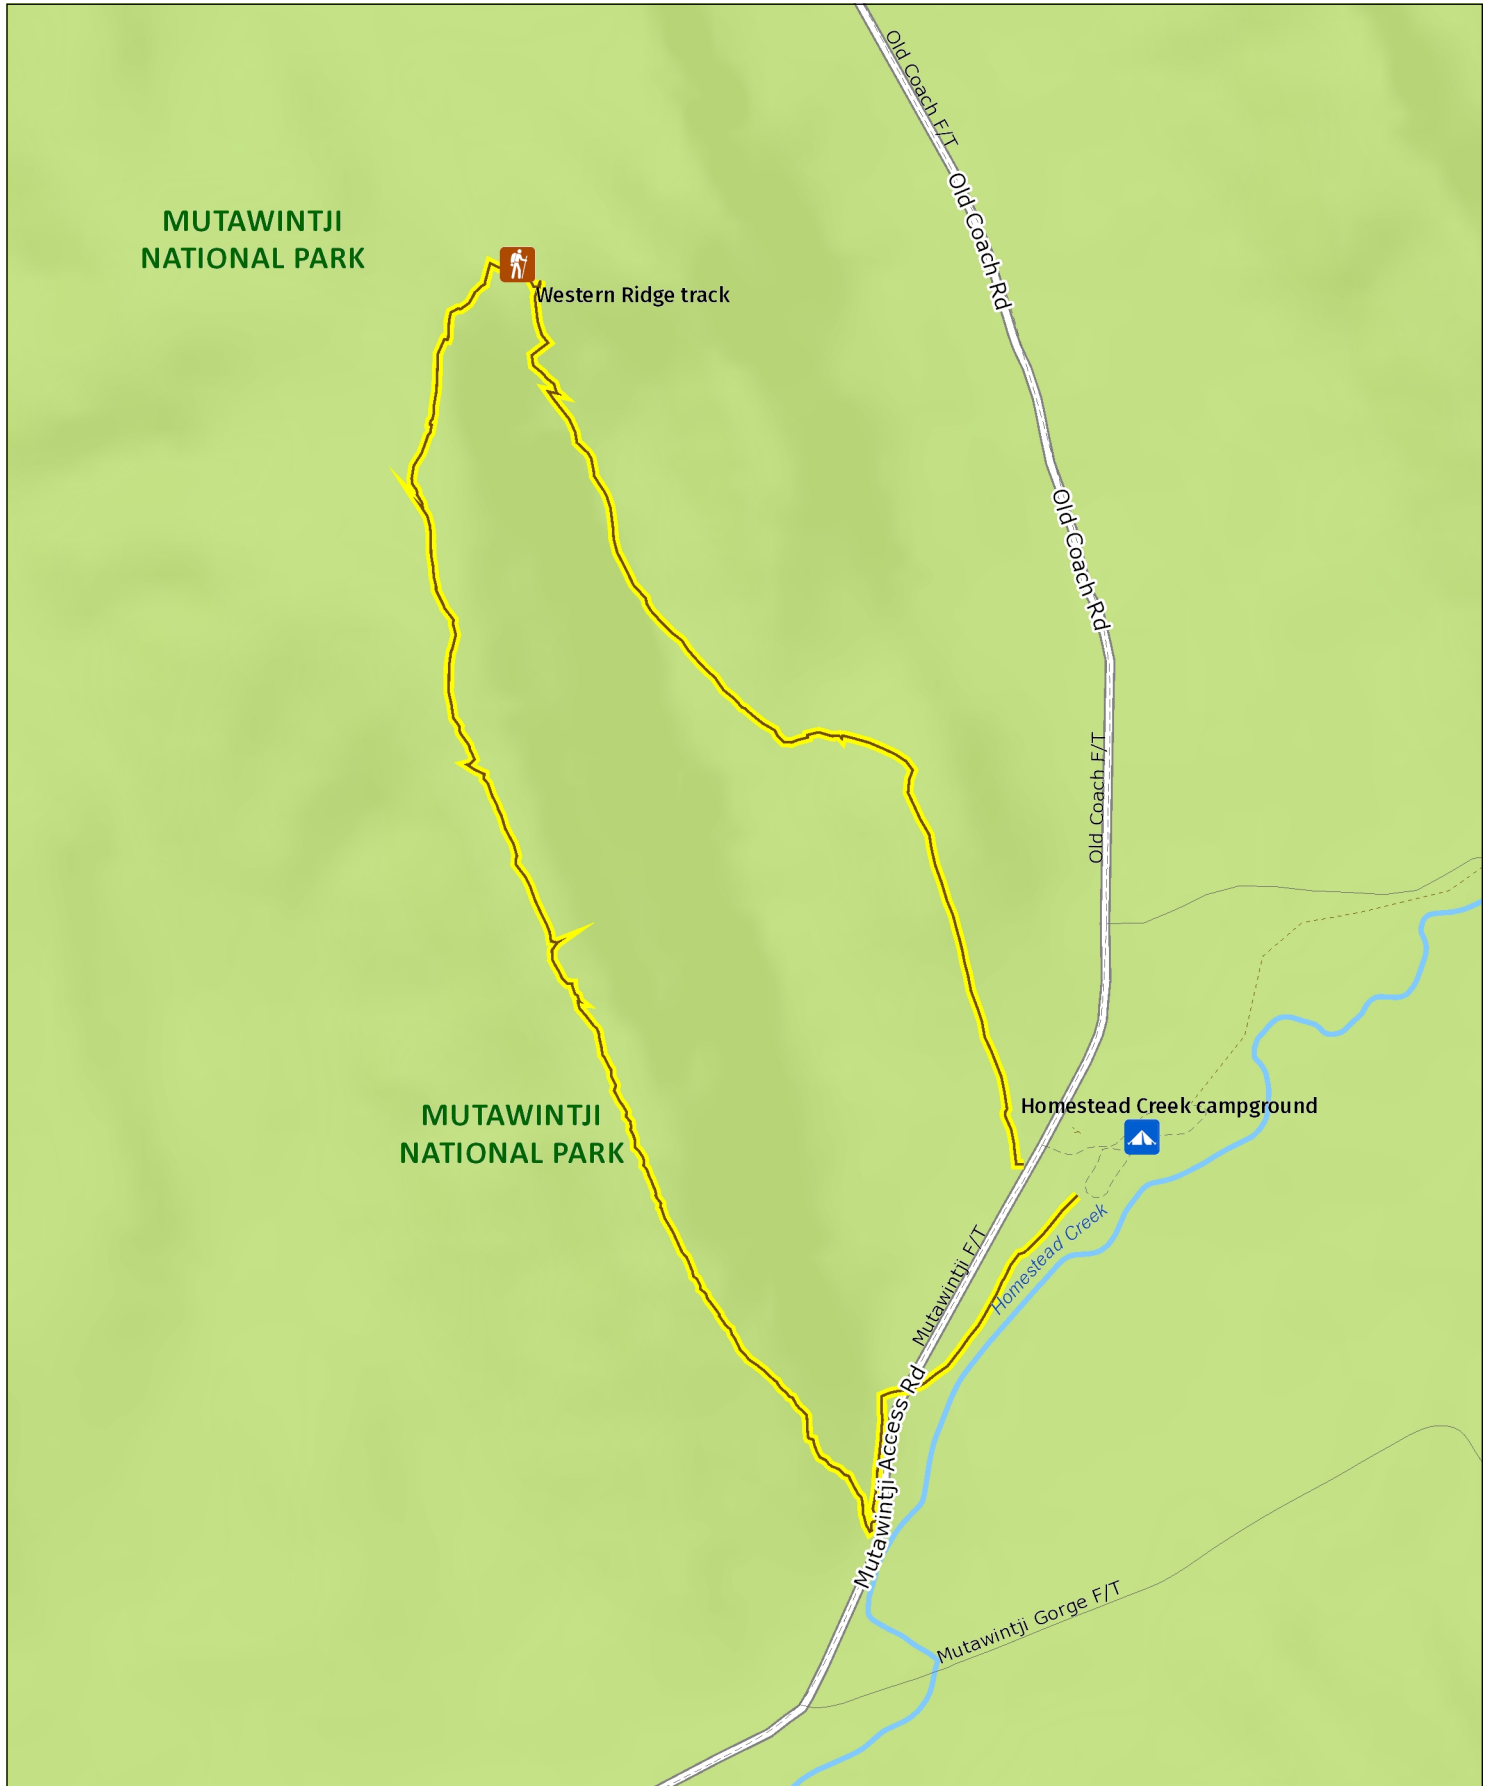 Old Coach F/T
Old Coach Rd
MUTAWINTJI
NATIONAL PARK
Western Ridge track
Old Coach Rd
Old Coach F/T
Homestead Creek campground
MUTAWINTJI
NATIONAL PARK
Homestead Creek
Mutawintji F/T
Mutawintji Access Rd
Mutawintji Gorge F/T